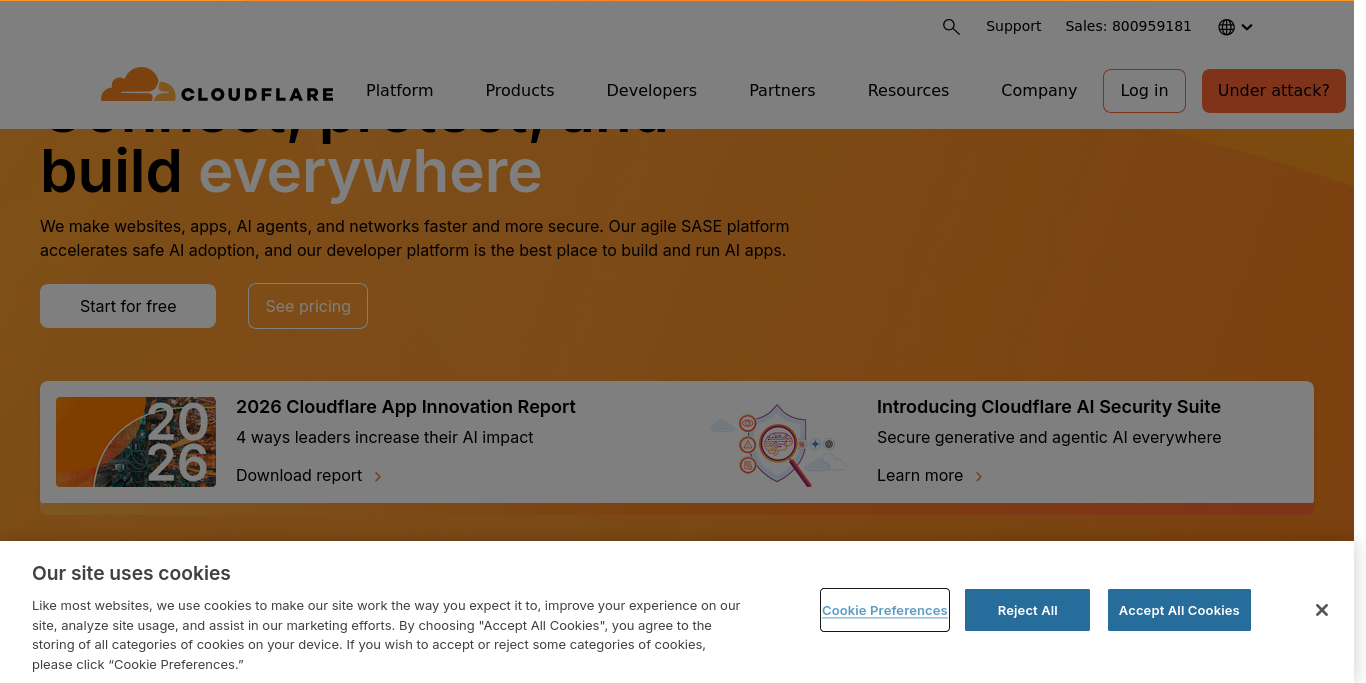 Support
Sales: 800959181
CLOUDFLARE
Platform
Products
Developers
Partners
Resources
Company
Log in
Under attack?
Connect, protect, and
build everywhere
We make websites, apps, AI agents, and networks faster and more secure. Our agile SASE platform
accelerates safe AI adoption, and our developer platform is the best place to build and run AI apps.
Start for free
See pricing
20
26
2026 Cloudflare App Innovation Report
4 ways leaders increase their AI impact
Download report
Introducing Cloudflare AI Security Suite
Secure generative and agentic AI everywhere
Learn more
Our site uses cookies
Like most websites, we use cookies to make our site work the way you expect it to, improve your experience on our
site, analyze site usage, and assist in our marketing efforts. By choosing "Accept All Cookies", you agree to the
storing of all categories of cookies on your device. If you wish to accept or reject some categories of cookies,
please click “Cookie Preferences.”
Cookie Preferences
Reject All
Accept All Cookies